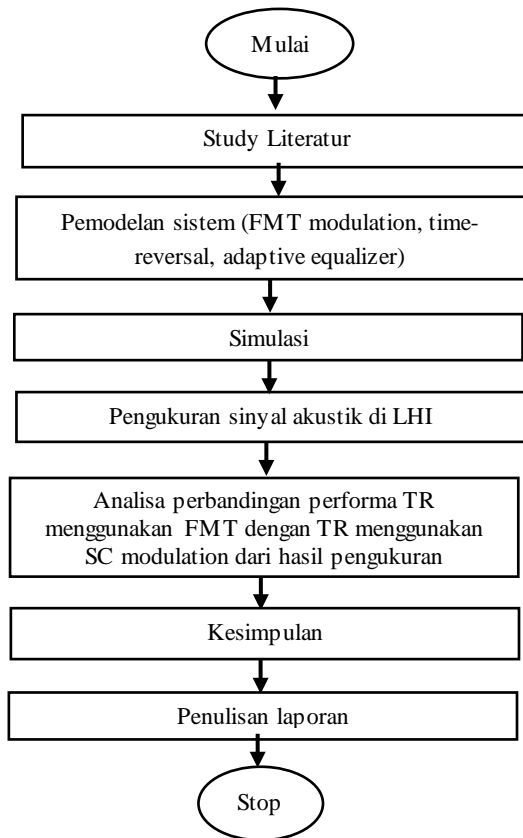 Mulai
Study Literatur
Pemodelan sistem (FMT modulation, time-
reversal, adaptive equalizer)
Simulasi
Pengukuran sinyal akustik di LHI
Analisa perbandingan performa TR
menggunakan FMT dengan TR menggunakan
SC modulation dari hasil pengukuran
Kesimpulan
Penulisan laporan
Stop